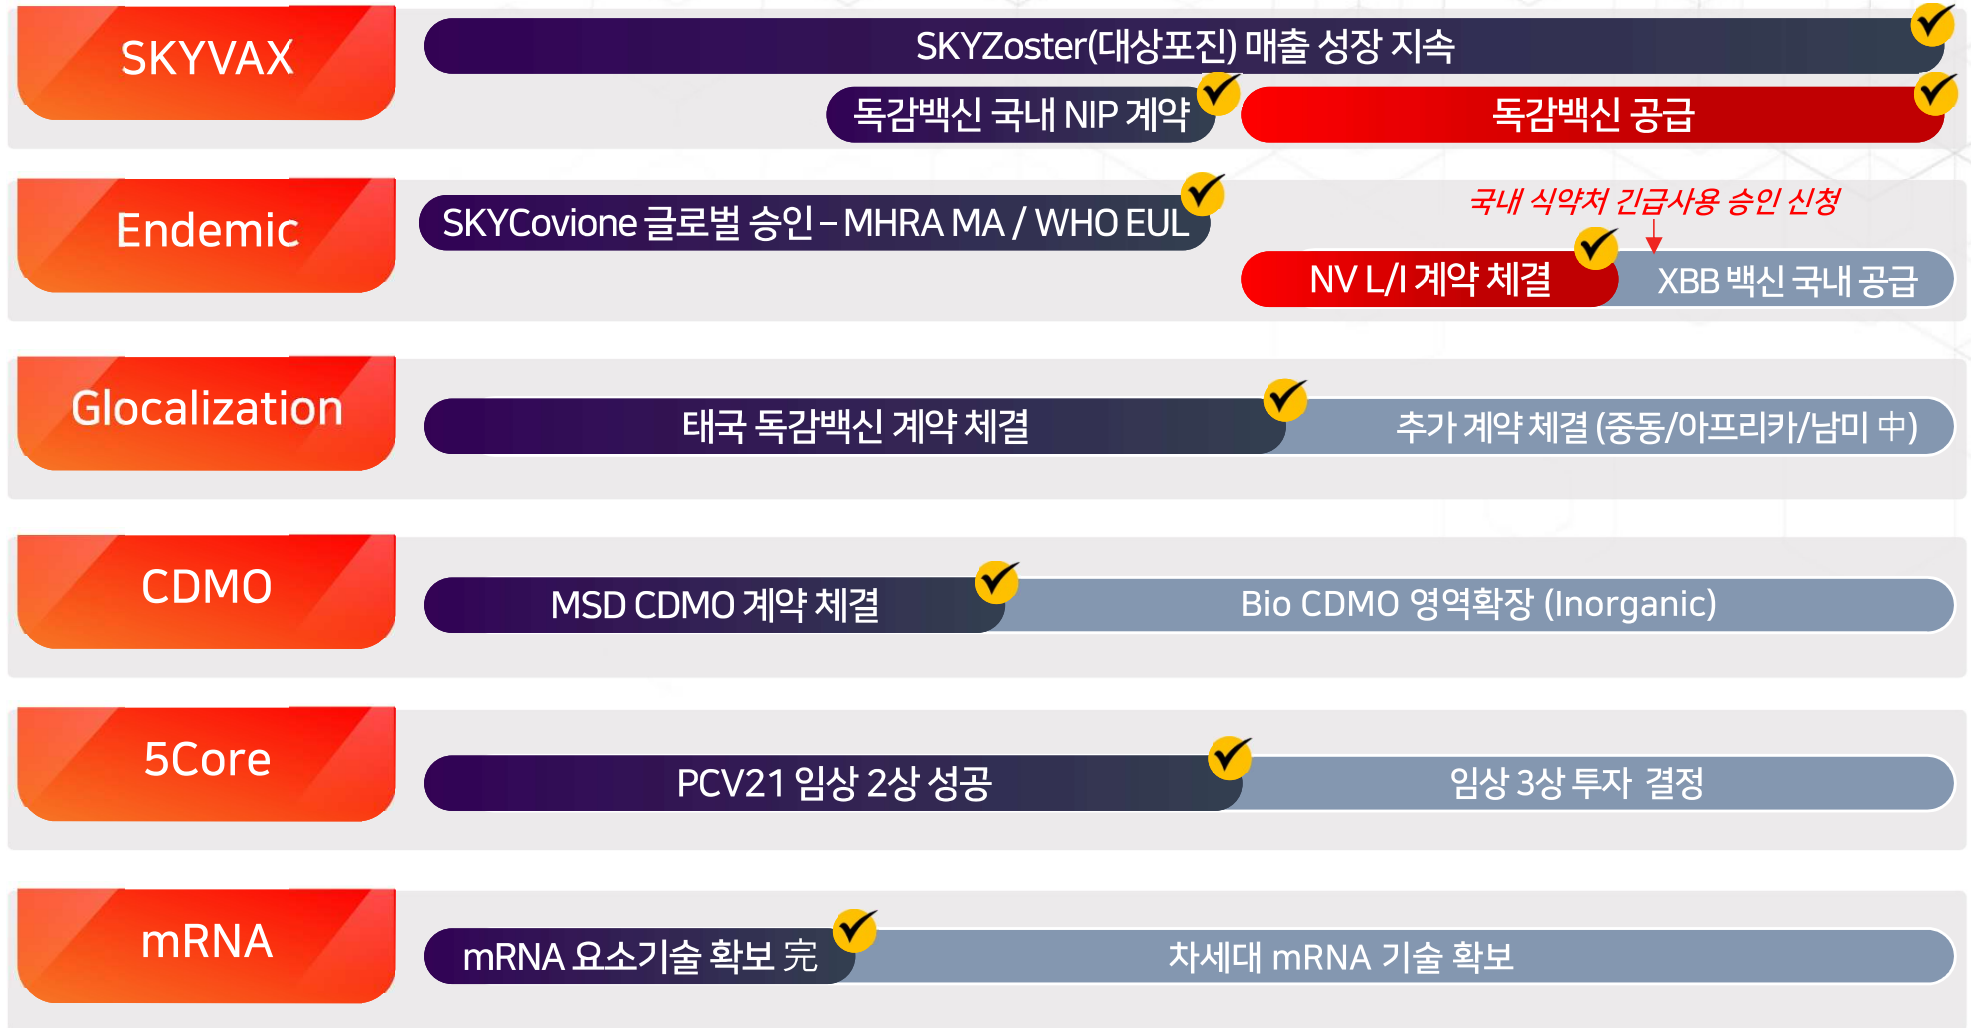 SKYVAX
SKYZoster(대상포진) 매출 성장 지속
독감백신 국내 NIP 계약
독감백신 공급
Endemic
SKYCovione 글로벌 승인 – MHRA MA / WHO EUL
국내 식약처 긴급사용 승인 신청
NV L/I 계약 체결
XBB 백신 국내 공급
Glocalization
태국 독감백신 계약 체결
추가 계약 체결 (중동/아프리카/남미 中)
CDMO
MSD CDMO 계약 체결
Bio CDMO 영역확장 (Inorganic)
5Core
PCV21 임상 2상 성공
임상 3상 투자 결정
mRNA
mRNA 요소기술 확보 完
차세대 mRNA 기술 확보